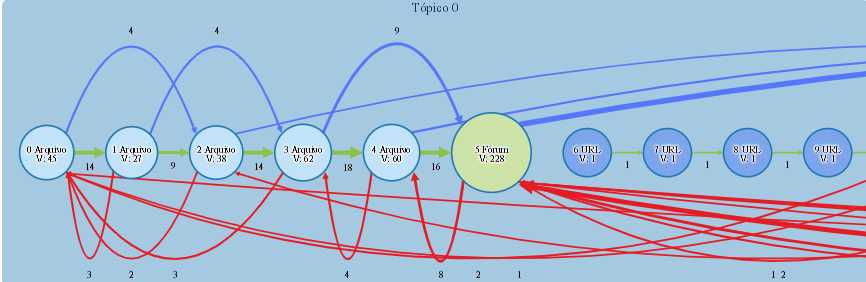 Tópico 0
4
4
9
0 Arquivo
V: 45
1 Arquivo
V: 27
2 Arquivo
V: 38
3 Arquivo
V: 62
4 Arquivo
V: 60
5 Fórum
V: 228
6 URL
V: 1
7 URL
V: 1
8 URL
V: 1
9 URL
V: 1
14
9
14
18
16
1
1
1
3
2
3
4
8
2
1
1
2